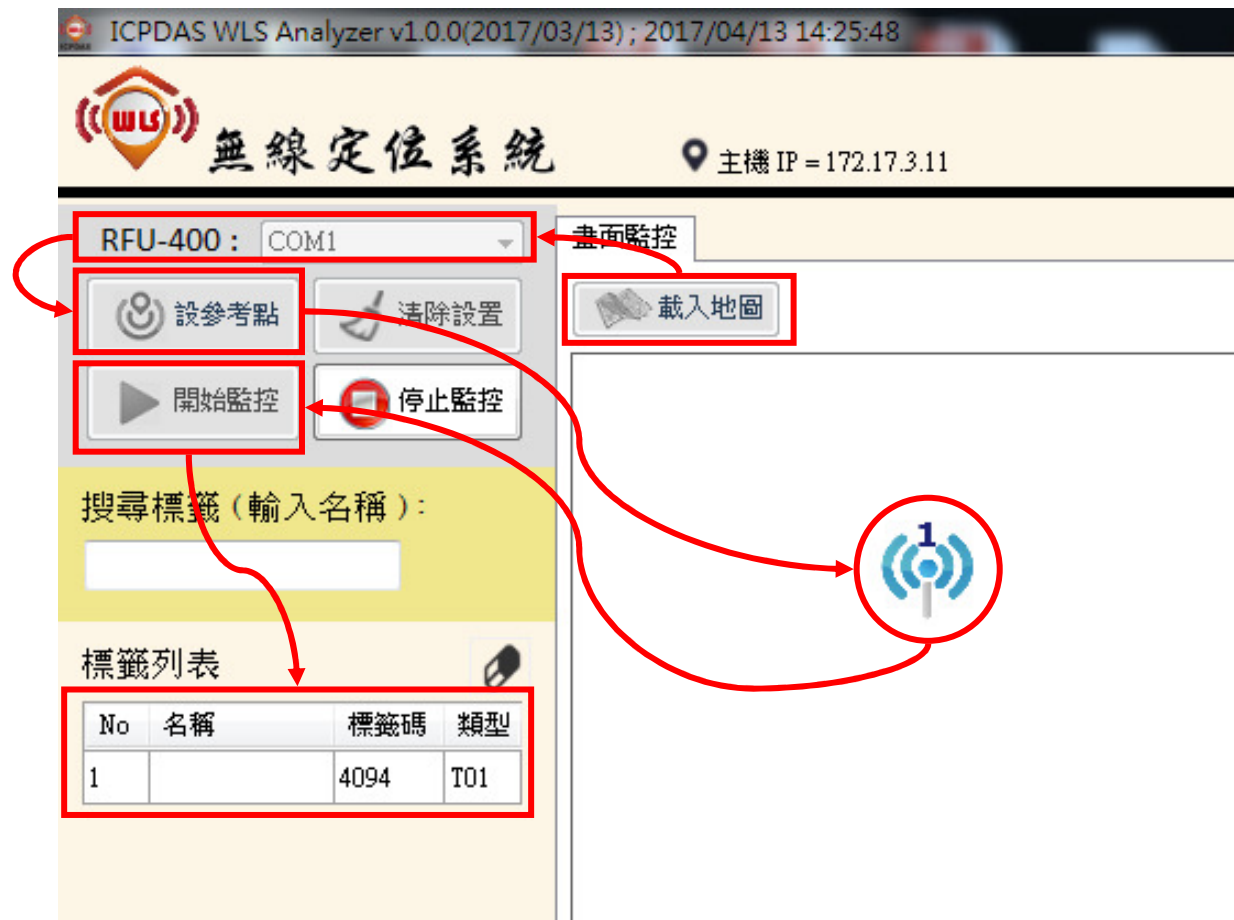 ICPDAS WLS Analyzer v1.0.0(2017/03/13) ; 2017/04/13 14:25:48
WLS
無線定位系統
主機 IP = 172.17.3.11
RFU-400 : COM1
畫面監控
設參考點 清除設置
載入地圖
開始監控 停止監控
搜尋標籤 ( 輸入名稱 ) :
1
標籤列表
No 名稱 標籤碼 類型
1 4094 T01